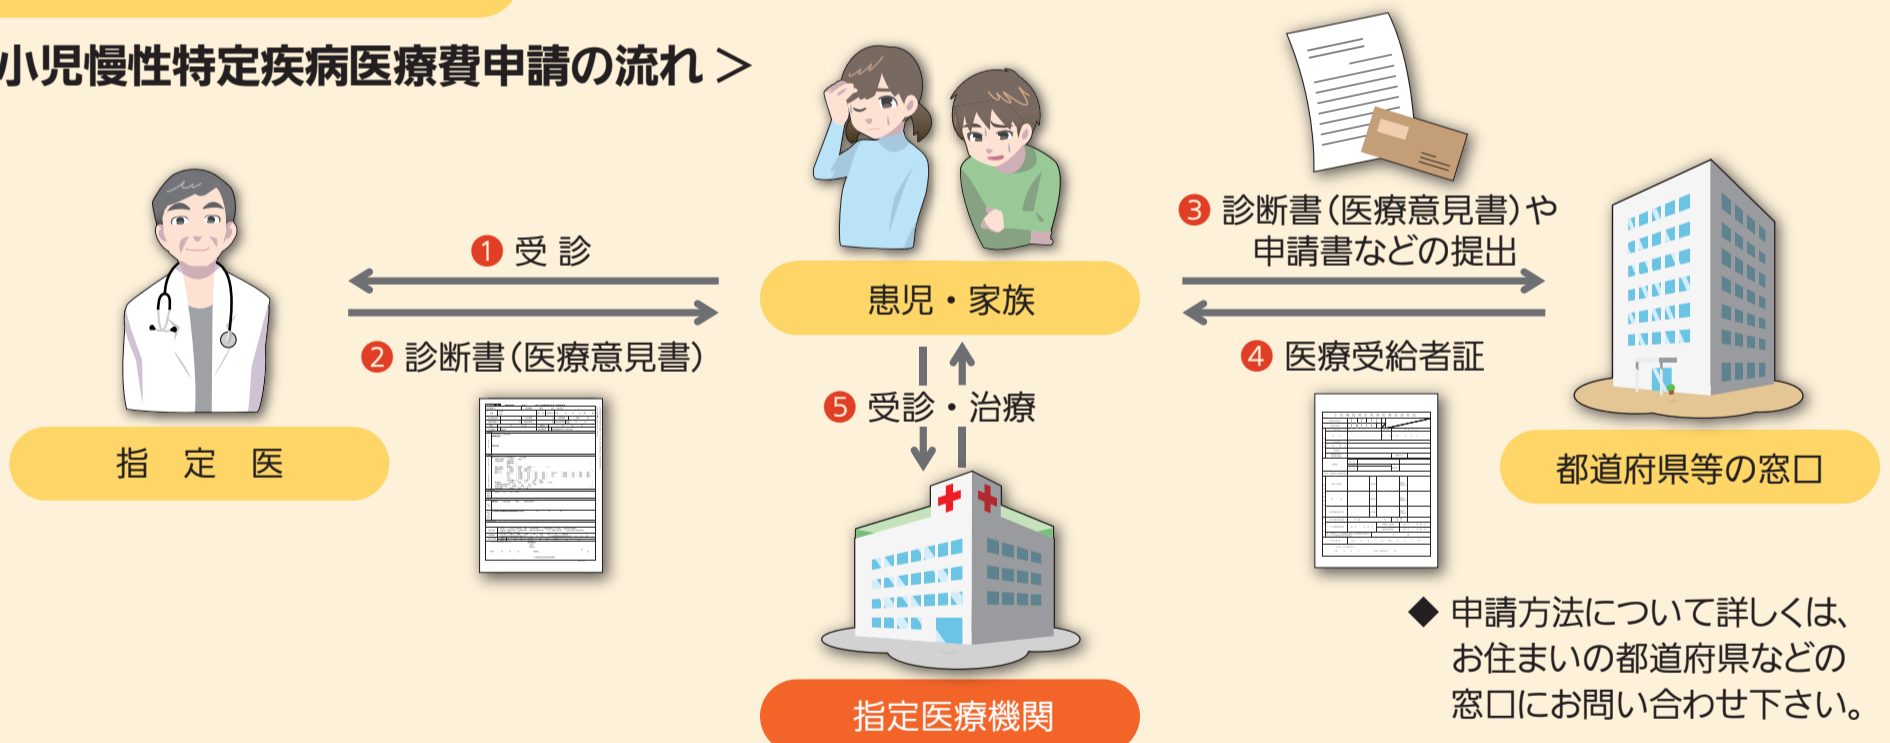 小児慢性特定疾病医療費申請の流れ >
❶ 受 診
❷ 診断書(医療意見書)
指 定 医
患児・家族
❺ 受診・治療
指定医療機関
❸ 診断書(医療意見書)や
申請書などの提出
❹ 医療受給者証
都道府県等の窓口
◆ 申請方法について詳しくは、
お住まいの都道府県などの
窓口にお問い合わせ下さい。